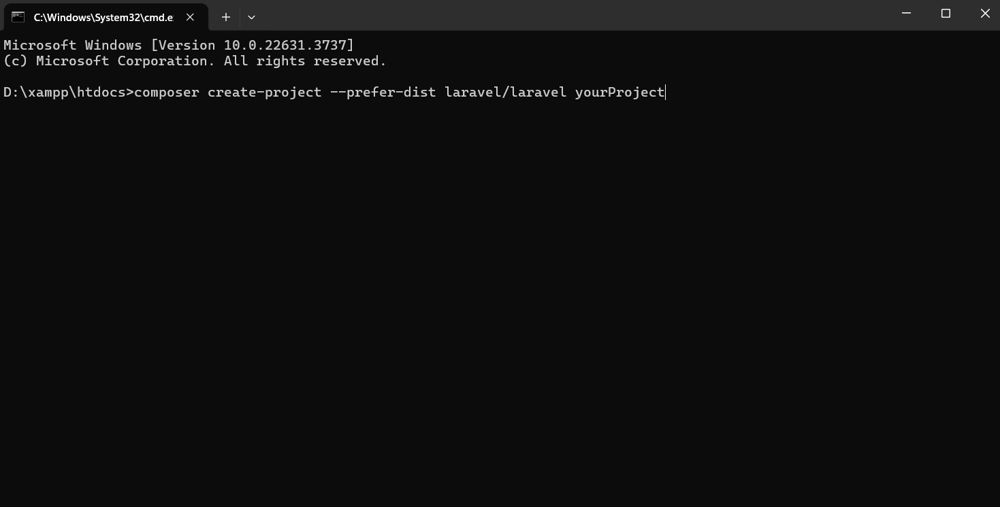 C:\Windows\System32\cmd.e
Microsoft Windows [Version 10.0.22631.3737]
(c) Microsoft Corporation. All rights reserved.
D:\xampp\htdocs>composer create-project --prefer-dist laravel/laravel yourProject